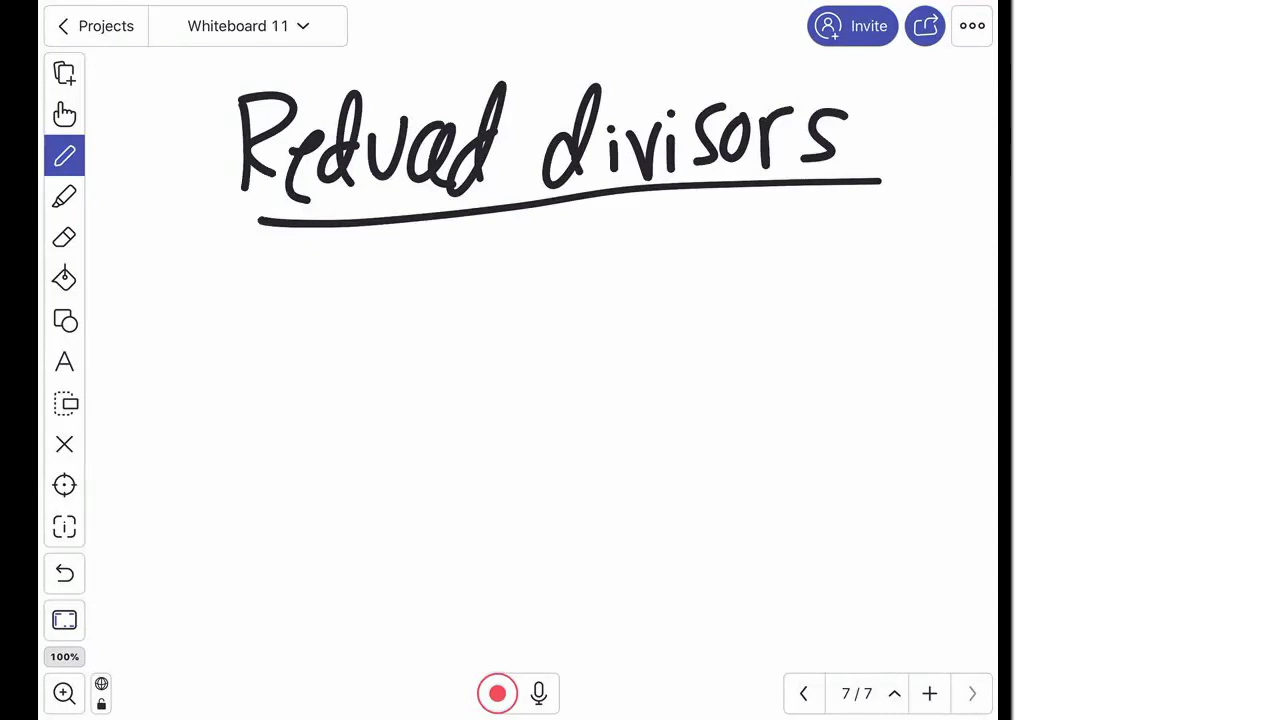 Projects
Whiteboard 11
Invite
Reduced divisors
A
100%
7 / 7